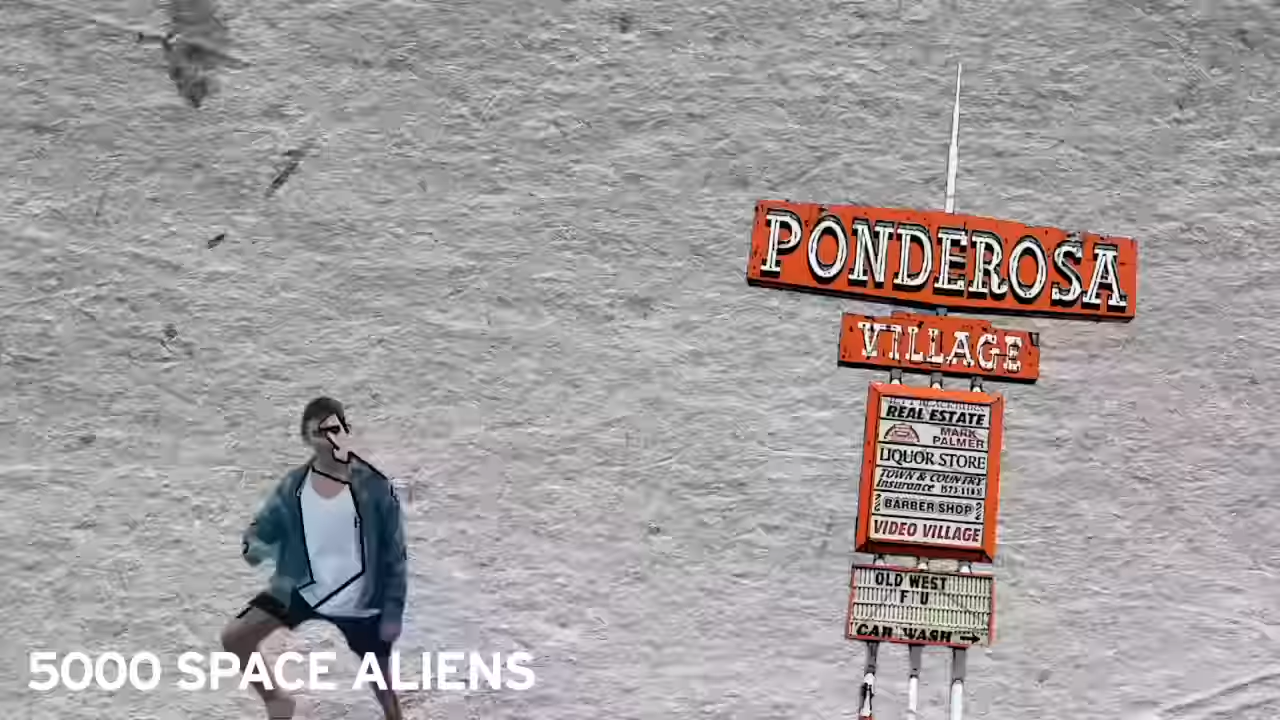 PONDEROSA
VILLAGE
REAL ESTATE
MARK
PALMER
LIQUOR STORE
TOWN & COUNTRY
Insurance
BARBER SHOP
VIDEO VILLAGE
OLD WEST
CAR WASH →
5000 SPACE ALIENS